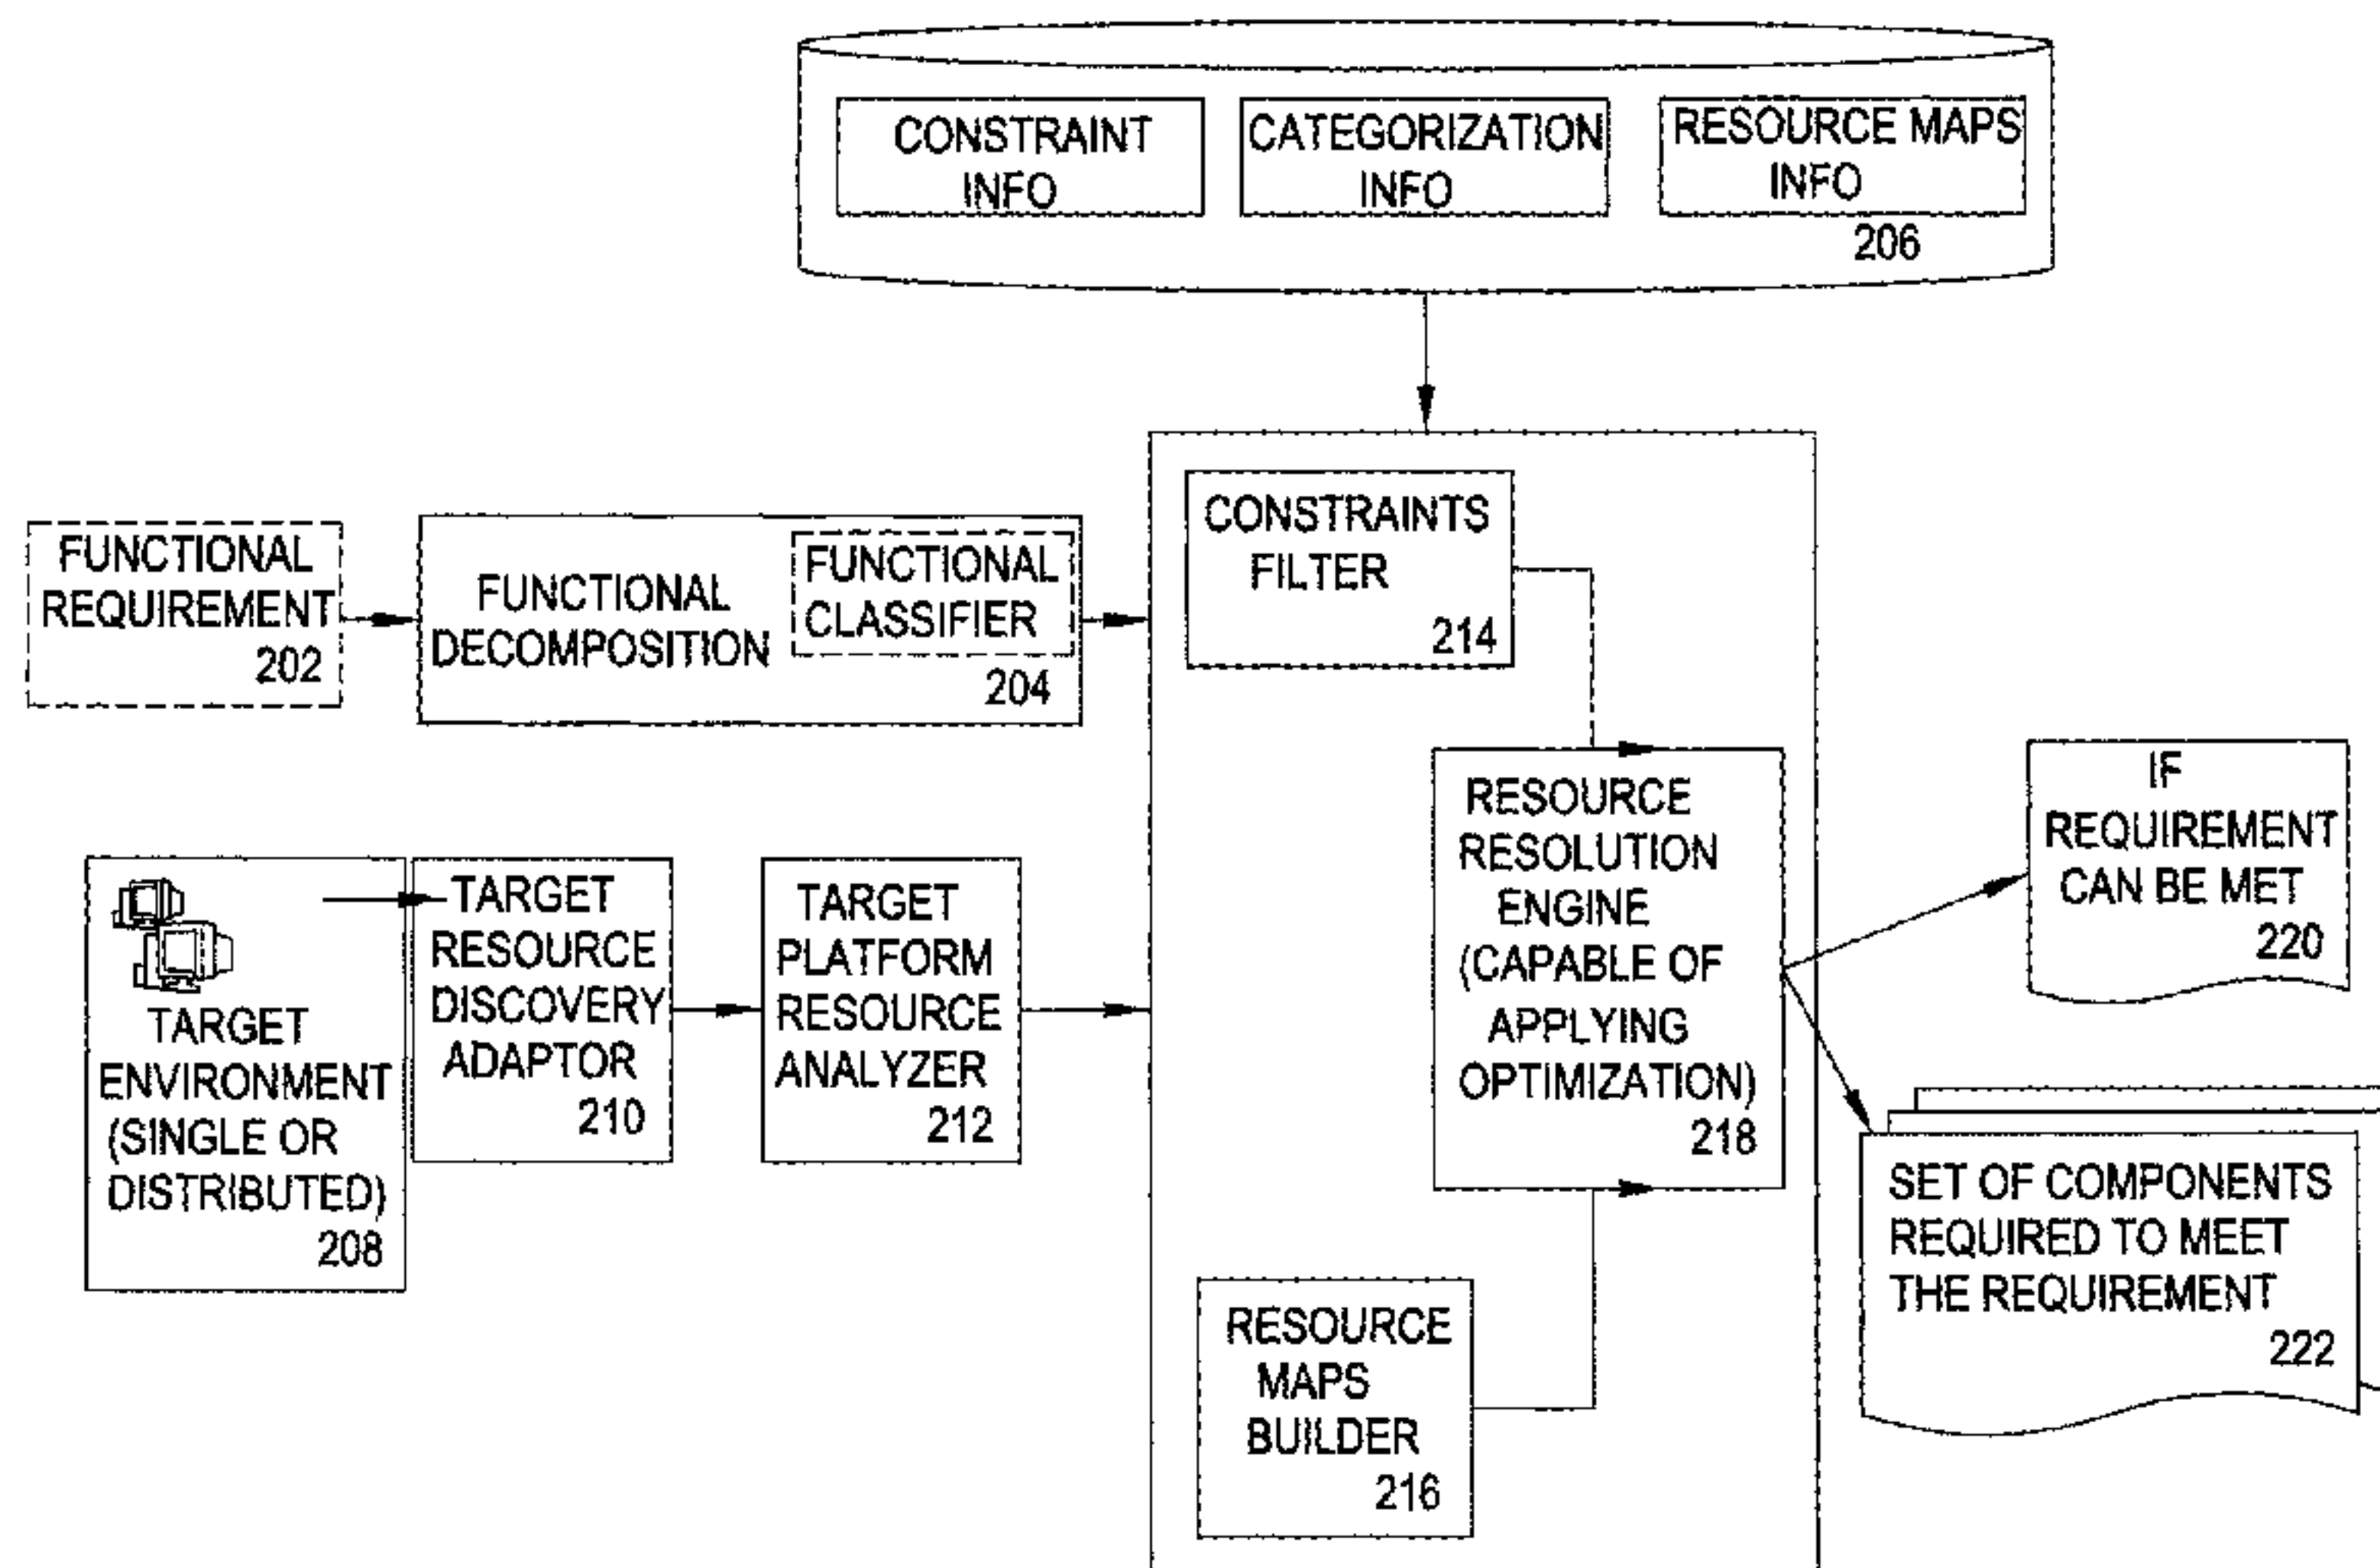 CONSTRAINT
INFO
CATEGORIZATION
INFO
RESOURCE MAPS
INFO
206
FUNCTIONAL
REQUIREMENT
202
FUNCTIONAL
DECOMPOSITION
FUNCTIONAL
CLASSIFIER
204
CONSTRAINTS
FILTER
214
TARGET
ENVIRONMENT
(SINGLE OR
DISTRIBUTED)
208
TARGET
RESOURCE
DISCOVERY
ADAPTOR
210
TARGET
PLATFORM
RESOURCE
ANALYZER
212
RESOURCE
RESOLUTION
ENGINE
(CAPABLE OF
APPLYING
OPTIMIZATION)
218
RESOURCE
MAPS
BUILDER
216
IF
REQUIREMENT
CAN BE MET
220
SET OF COMPONENTS
REQUIRED TO MEET
THE REQUIREMENT
222